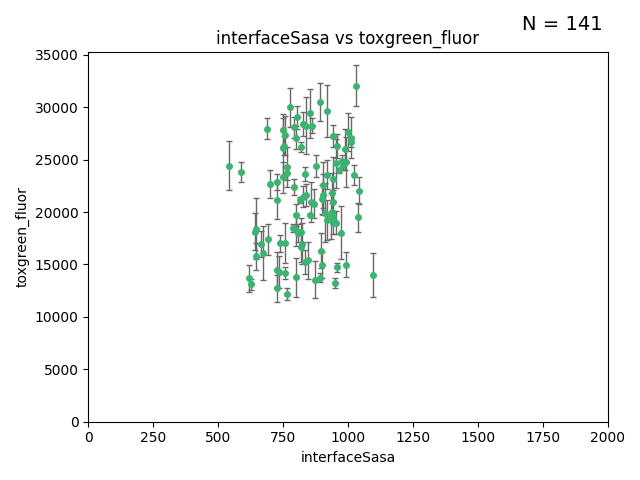 N = 141
interfaceSasa vs toxgreen_fluor
35000
30000
25000
20000
15000
10000
5000
0
toxgreen_fluor
0 250 500 750 1000 1250 1500 1750 2000
interfaceSasa